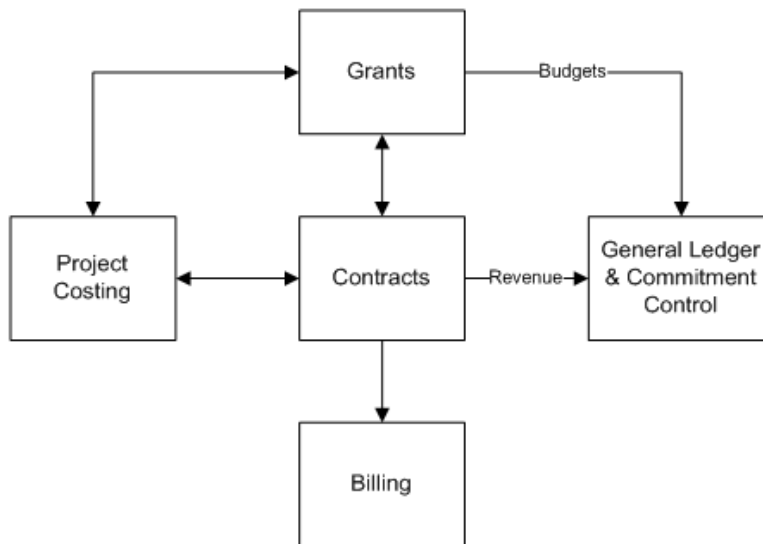 Grants
Budgets
Project
Costing
Contracts
Revenue
General Ledger
& Commitment
Control
Billing